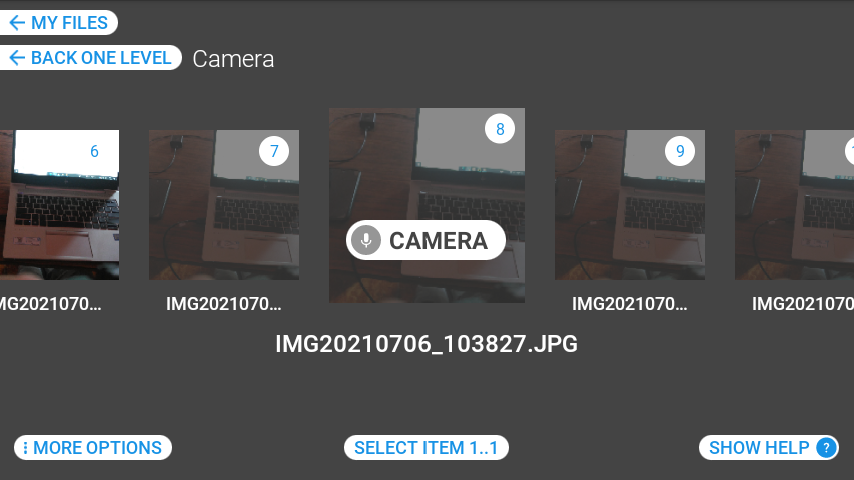 MY FILES
BACK ONE LEVEL Camera
6 7 8 9
CAMERA
MG2021070... IMG2021070... IMG2021070... IMG2021070
IMG20210706_103827.JPG
MORE OPTIONS SELECT ITEM 1..1 SHOW HELP ?